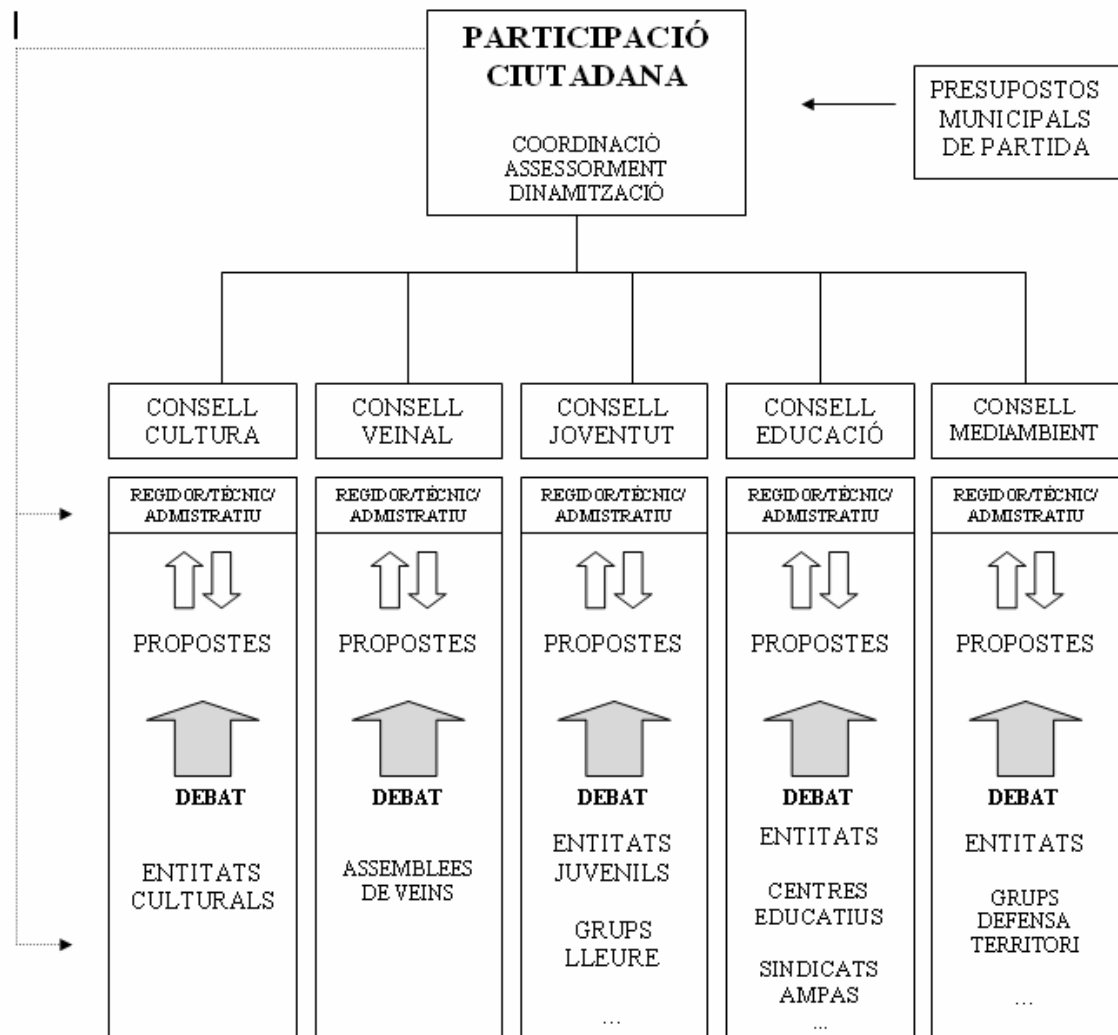 PARTICIPACIÓ
CIUTADANA
COORDINACIÓ
ASSESSORMENT
DINAMITZACIÓ
PRESUPOSTOS
MUNICIPALS
DE PARTIDA
CONSELL
CULTURA
CONSELL
VEINAL
CONSELL
JOVENTUT
CONSELL
EDUCACIÓ
CONSELL
MEDIAMBIENT
REGIDOR/TÈCNIC/
ADMISTRATIU
PROPOSTES
DEBAT
ENTITATS
CULTURALS
REGIDOR/TÈCNIC/
ADMISTRATIU
PROPOSTES
DEBAT
ASSEMBLEES
DE VEINS
REGIDOR/TÈCNIC/
ADMISTRATIU
PROPOSTES
DEBAT
ENTITATS
JUVENILS
GRUPS
LLEURE
...
REGIDOR/TÈCNIC/
ADMISTRATIU
PROPOSTES
DEBAT
ENTITATS
CENTRES
EDUCATIUS
SINDICATS
AMPAS
...
REGIDOR/TÈCNIC/
ADMISTRATIU
PROPOSTES
DEBAT
ENTITATS
GRUPS
DEFENSA
TERRITORI
...